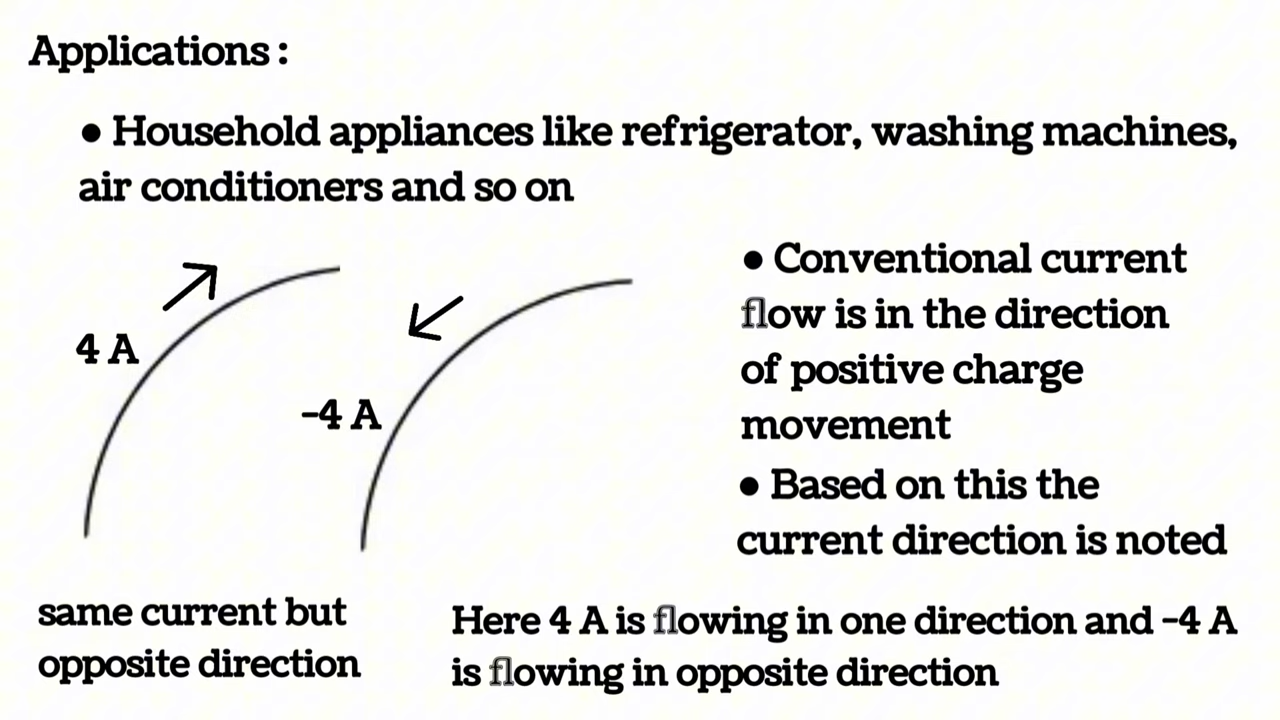 Applications :
● Household appliances like refrigerator, washing machines,
air conditioners and so on
4 A
-4 A
● Conventional current
flow is in the direction
of positive charge
movement
● Based on this the
current direction is noted
same current but
opposite direction
Here 4 A is flowing in one direction and -4 A
is flowing in opposite direction